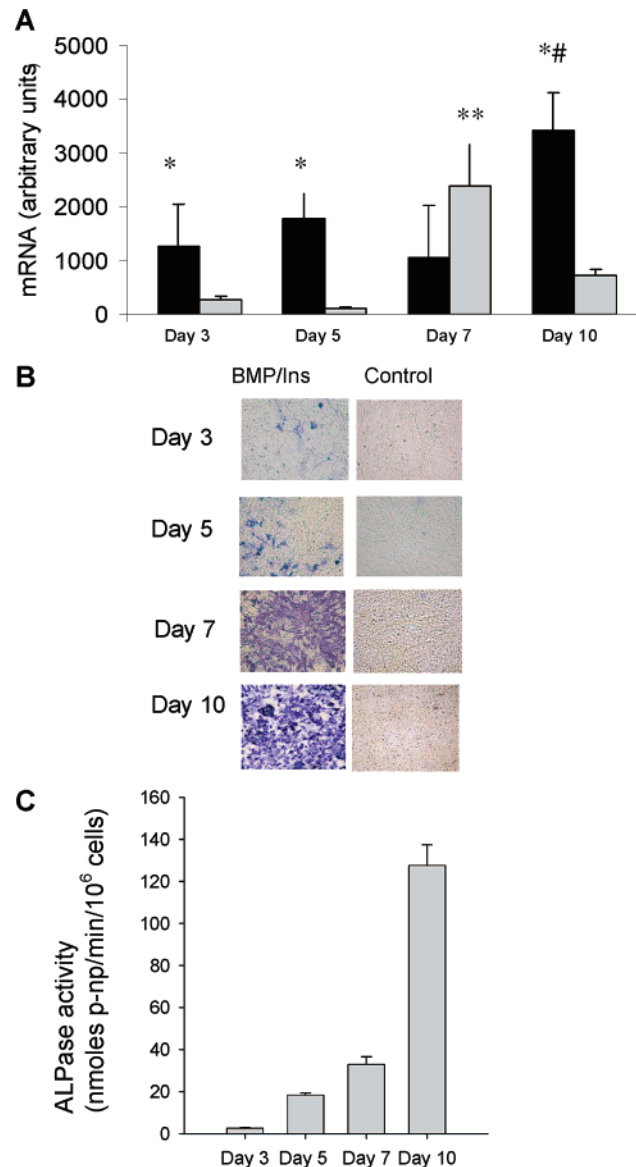 A
mRNA (arbitrary units)
5000
4000
3000
2000
1000
0
*
*
**
*#
Day 3
Day 5
Day 7
Day 10
B
BMP/Ins
Control
Day 3
Day 5
Day 7
Day 10
C
ALPase activity
(nmoles p-np/min/10⁶ cells)
160
140
120
100
80
60
40
20
0
Day 3
Day 5
Day 7
Day 10